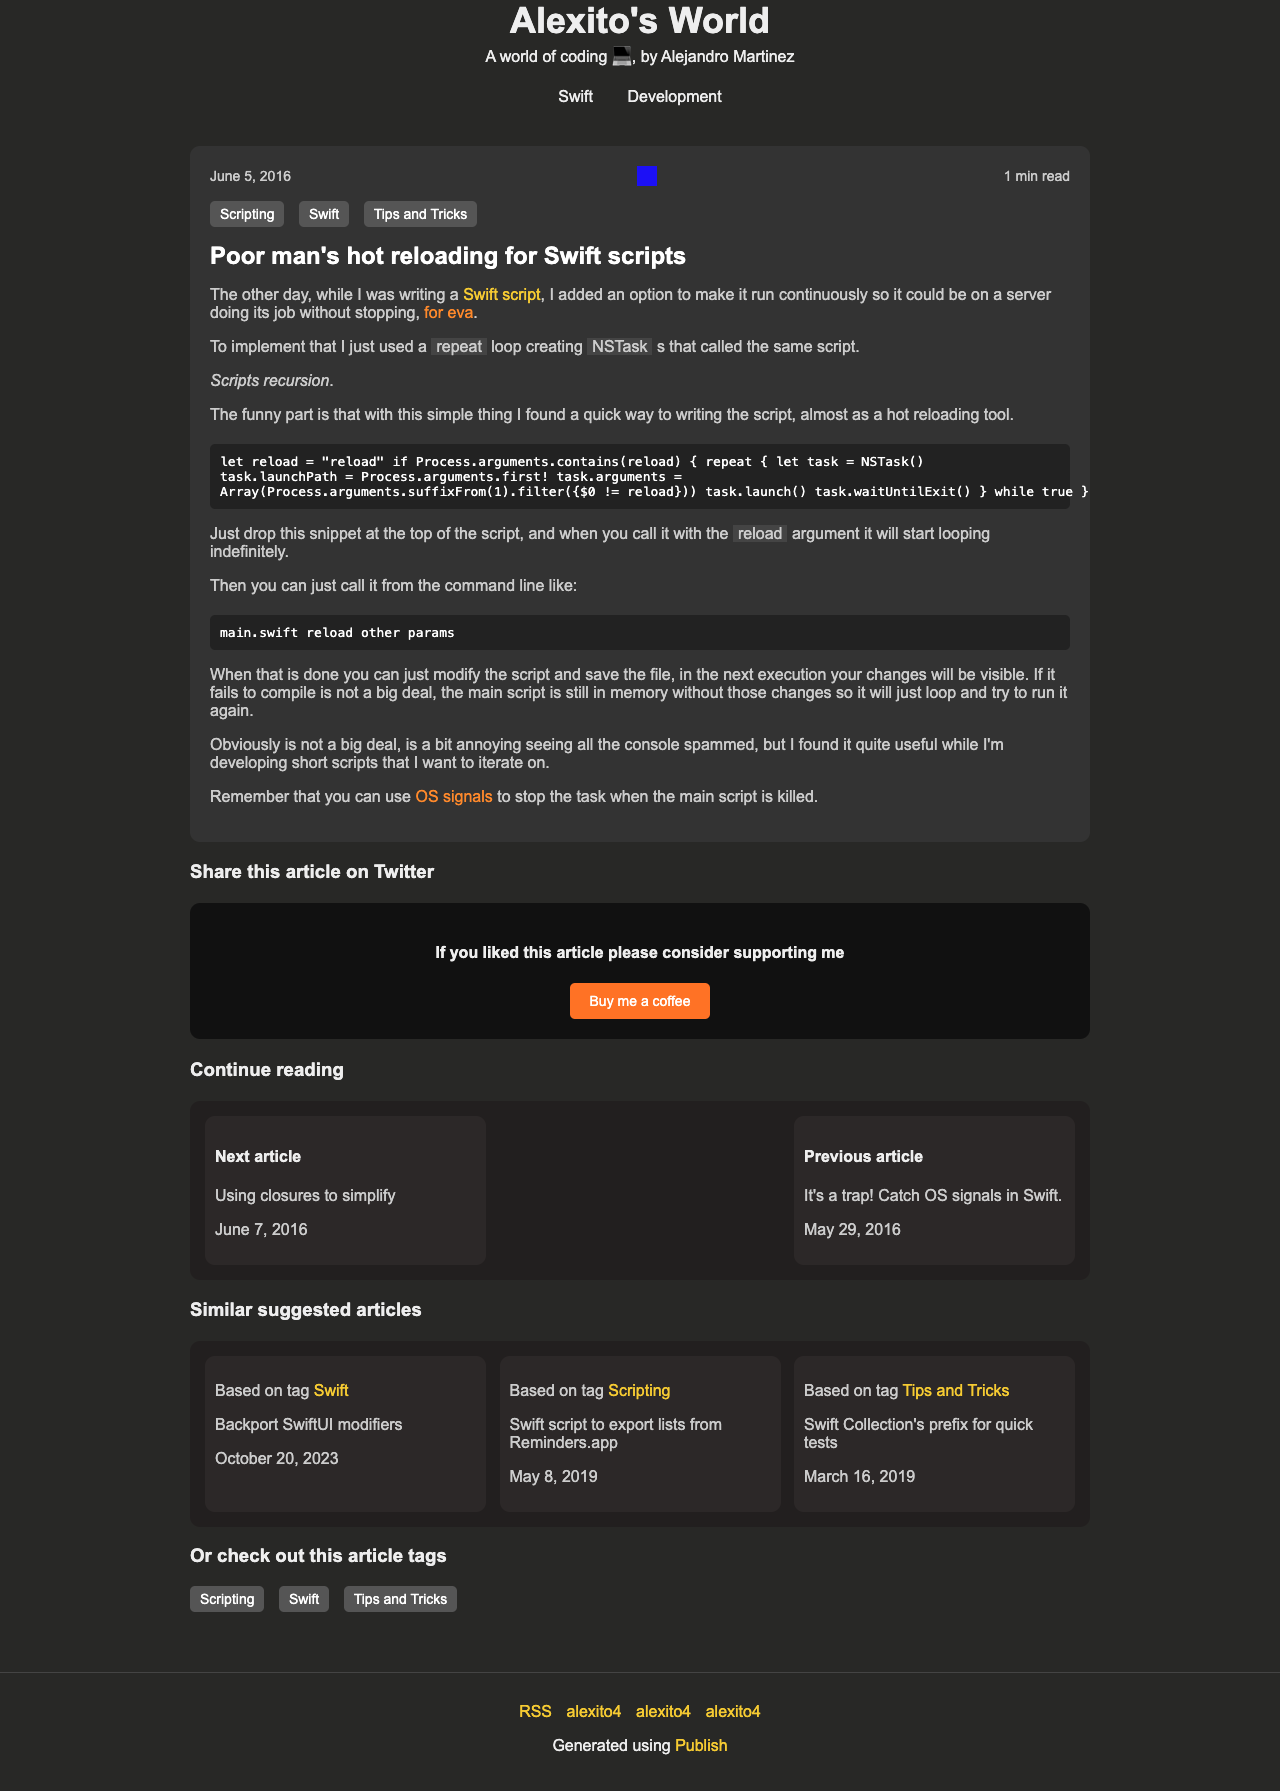 Alexito's World
A world of coding 💻, by Alejandro Martinez
Swift Development
June 5, 2016 1 min read
Scripting Swift Tips and Tricks
Poor man's hot reloading for Swift scripts
The other day, while I was writing a Swift script, I added an option to make it run continuously so it could be on a server
doing its job without stopping, for eva.
To implement that I just used a repeat loop creating NSTask s that called the same script.
Scripts recursion.
The funny part is that with this simple thing I found a quick way to writing the script, almost as a hot reloading tool.
let reload = "reload" if Process.arguments.contains(reload) { repeat { let task = NSTask()
task.launchPath = Process.arguments.first! task.arguments =
Array(Process.arguments.suffixFrom(1).filter({$0 != reload})) task.launch() task.waitUntilExit() } while true }
Just drop this snippet at the top of the script, and when you call it with the reload argument it will start looping
indefinitely.
Then you can just call it from the command line like:
main.swift reload other params
When that is done you can just modify the script and save the file, in the next execution your changes will be visible. If it
fails to compile is not a big deal, the main script is still in memory without those changes so it will just loop and try to run it
again.
Obviously is not a big deal, is a bit annoying seeing all the console spammed, but I found it quite useful while I'm
developing short scripts that I want to iterate on.
Remember that you can use OS signals to stop the task when the main script is killed.
Share this article on Twitter
If you liked this article please consider supporting me
Buy me a coffee
Continue reading
Next article
Using closures to simplify
June 7, 2016
Previous article
It's a trap! Catch OS signals in Swift.
May 29, 2016
Similar suggested articles
Based on tag Swift
Backport SwiftUI modifiers
October 20, 2023
Based on tag Scripting
Swift script to export lists from
Reminders.app
May 8, 2019
Based on tag Tips and Tricks
Swift Collection's prefix for quick
tests
March 16, 2019
Or check out this article tags
Scripting Swift Tips and Tricks
RSS alexito4 alexito4 alexito4
Generated using Publish